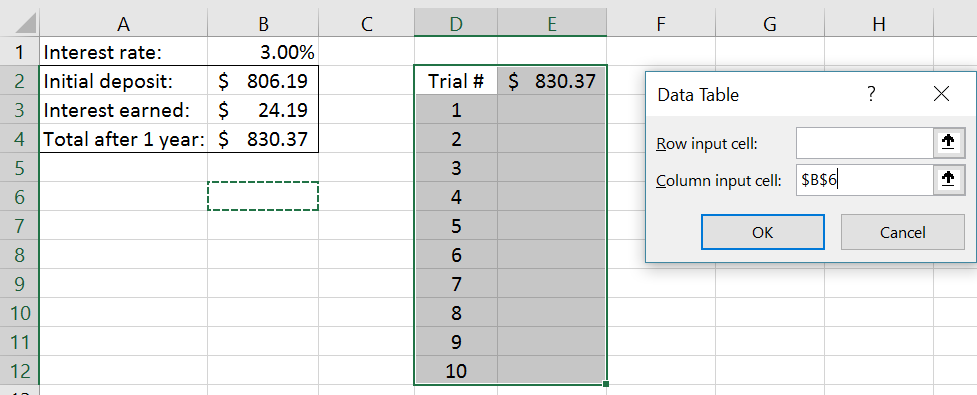 A B C D E F G H
1 Interest rate: 3.00%
2 Initial deposit: $ 806.19 Trial # $ 830.37
3 Interest earned: $ 24.19 1
4 Total after 1 year: $ 830.37 2
5 3
6 4
7 5
8 6
9 7
10 8
11 9
12 10
Data Table ?
Row input cell:
Column input cell: $B$6
OK Cancel